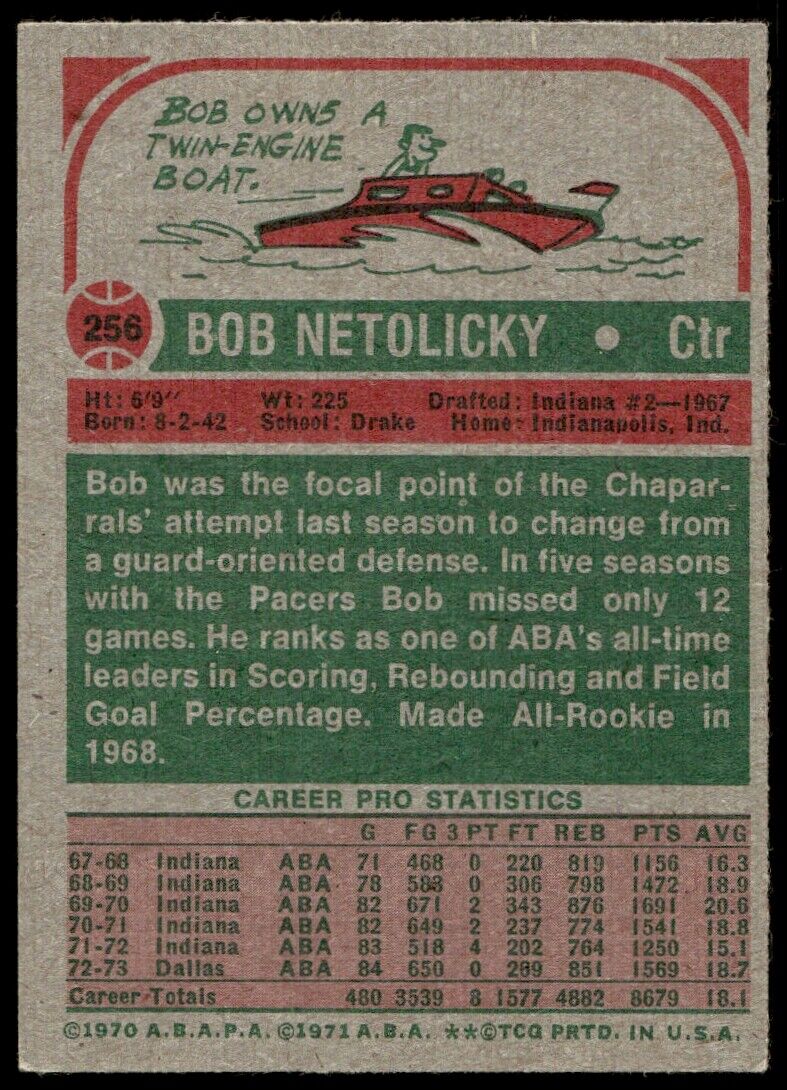 BOB OWNS A
TWIN-ENGINE
BOAT.
256 BOB NETOLICKY • Ctr
Ht: 6'9" Wt: 225 Drafted: Indiana #2—1967
Born: 8-2-42 School: Drake Home: Indianapolis, Ind.
Bob was the focal point of the Chapar-
rals' attempt last season to change from
a guard-oriented defense. In five seasons
with the Pacers Bob missed only 12
games. He ranks as one of ABA's all-time
leaders in Scoring, Rebounding and Field
Goal Percentage. Made All-Rookie in
1968.
CAREER PRO STATISTICS
G FG 3 PT FT REB PTS AVG
67-68 Indiana ABA 71 468 0 220 819 1156 16.3
68-69 Indiana ABA 78 583 0 306 798 1472 18.9
69-70 Indiana ABA 82 671 2 343 876 1691 20.6
70-71 Indiana ABA 82 649 2 237 774 1541 18.8
71-72 Indiana ABA 83 518 4 202 764 1250 15.1
72-73 Dallas ABA 84 650 0 269 851 1569 18.7
Career Totals 480 3539 8 1577 4882 8679 18.1
©1970 A.B.A.P.A. ©1971 A.B.A. **©TCG PRTD. IN U.S.A.